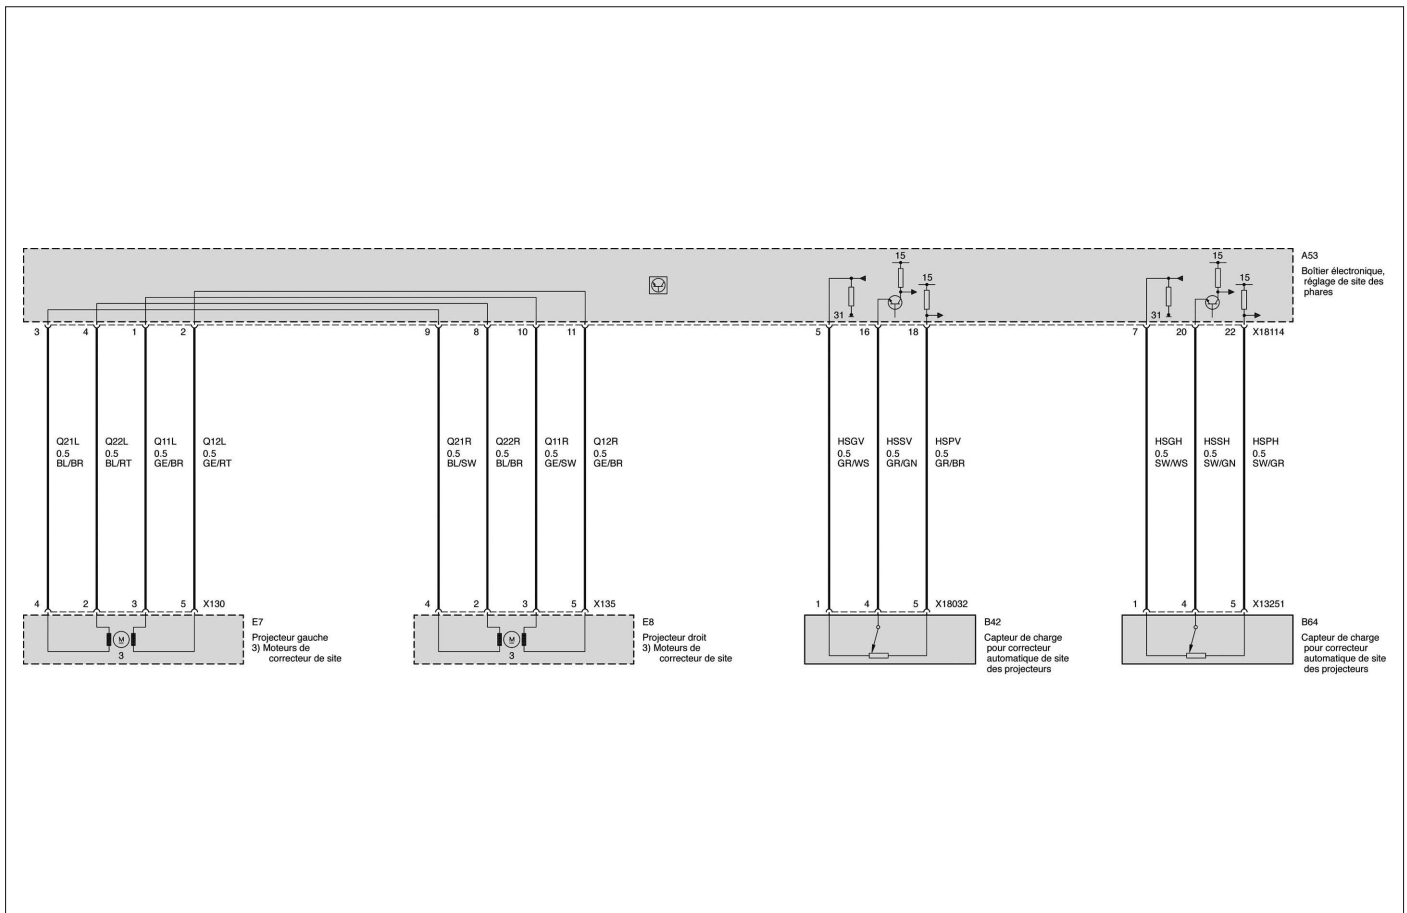 15
15
15
15
A53
Boîtier électronique,
réglage de site des
phares
31
31
3 4 1 2 9 8 10 11 5 16 18 7 20 22 X18114
Q21L
0.5
BL/BR
Q22L
0.5
BL/RT
Q11L
0.5
GE/BR
Q12L
0.5
GE/RT
Q21R
0.5
BL/SW
Q22R
0.5
BL/BR
Q11R
0.5
GE/SW
Q12R
0.5
GE/BR
HSGV
0.5
GR/WS
HSSV
0.5
GR/GN
HSPV
0.5
GR/BR
HSGH
0.5
SW/WS
HSSH
0.5
SW/GN
HSPH
0.5
SW/GR
4 2 3 5 X130
4 2 3 5 X135
1 4 5 X18032
1 4 5 X13251
M
3
E7
Projecteur gauche
3) Moteurs de
correcteur de site
M
3
E8
Projecteur droit
3) Moteurs de
correcteur de site
B42
Capteur de charge
pour correcteur
automatique de site
des projecteurs
B64
Capteur de charge
pour correcteur
automatique de site
des projecteurs